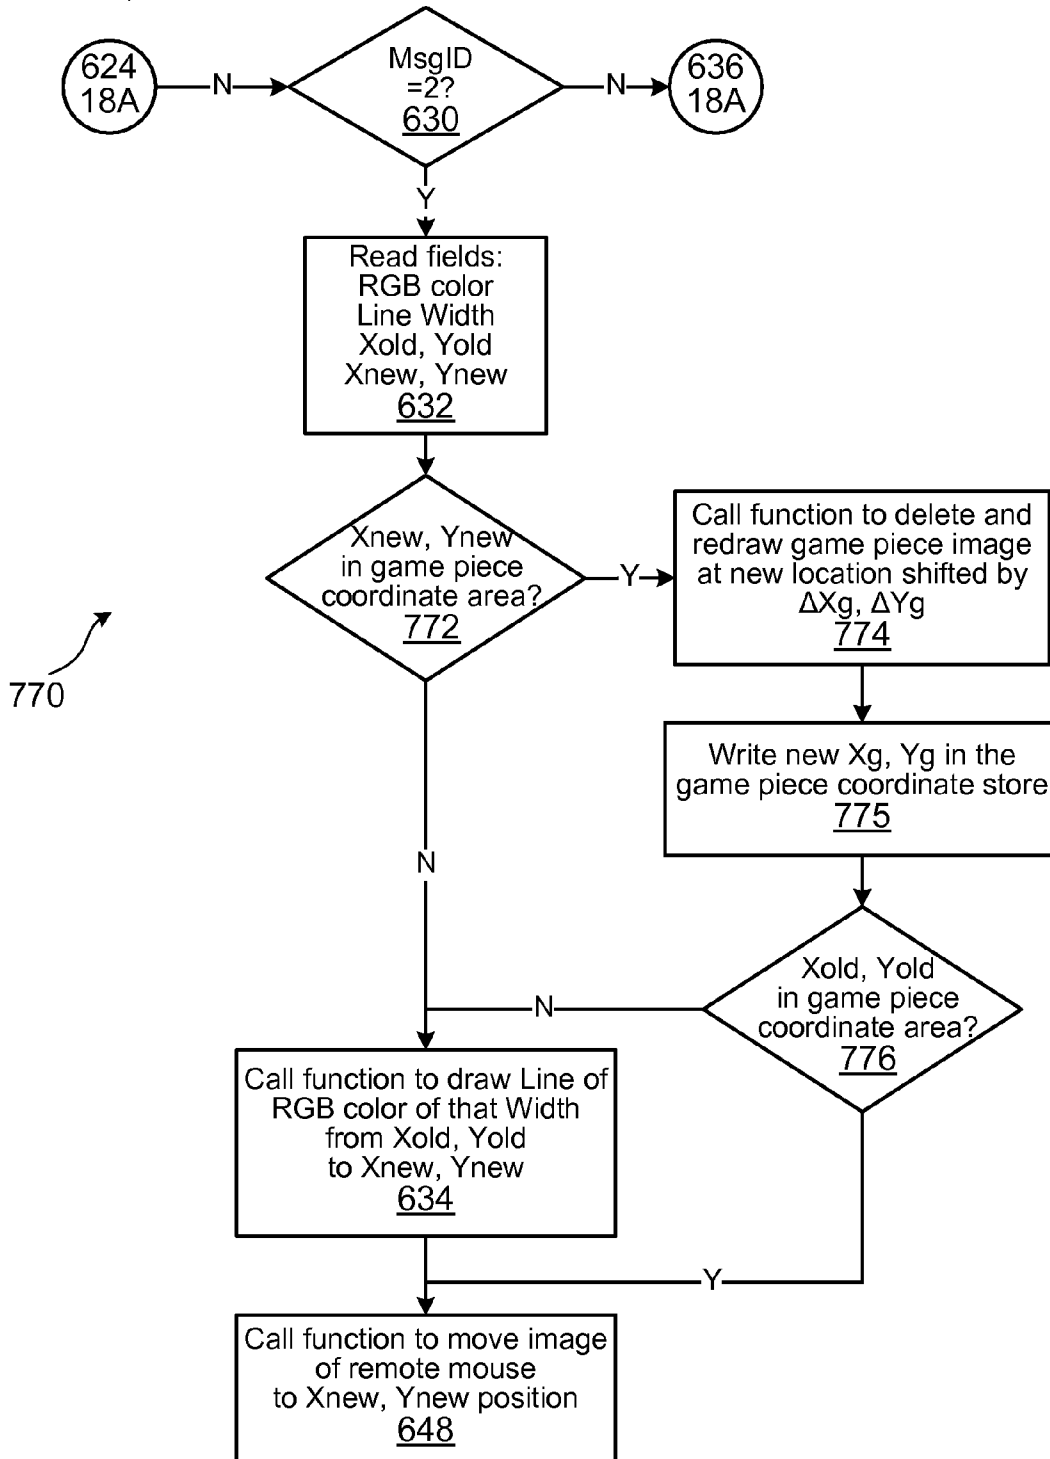 624
18A
N
MsgID
=2?
630
N
636
18A
Y
Read fields:
RGB color
Line Width
Xold, Yold
Xnew, Ynew
632
Xnew, Ynew
in game piece
coordinate area?
772
Y
Call function to delete and
redraw game piece image
at new location shifted by
ΔXg, ΔYg
774
770
Write new Xg, Yg in the
game piece coordinate store
775
N
Xold, Yold
in game piece
coordinate area?
776
N
Call function to draw Line of
RGB color of that Width
from Xold, Yold
to Xnew, Ynew
634
Y
Call function to move image
of remote mouse
to Xnew, Ynew position
648